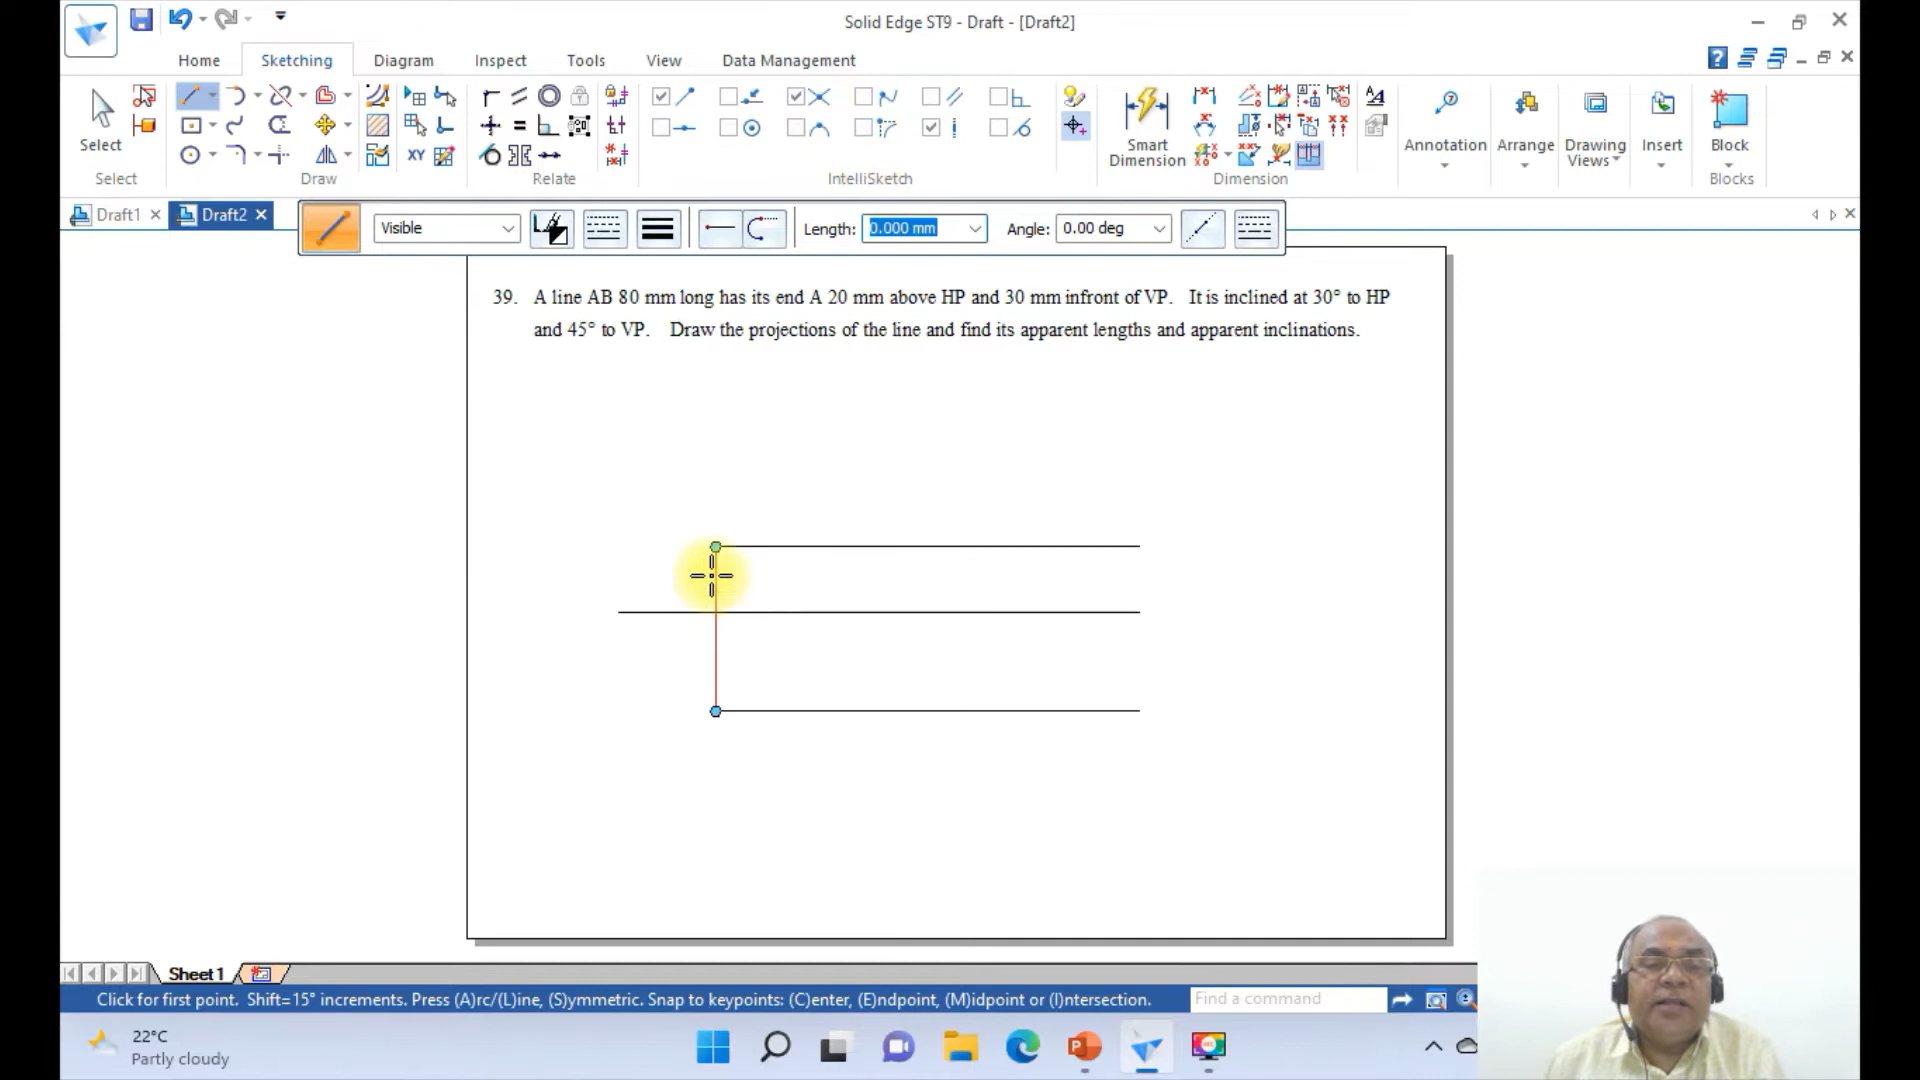 Solid Edge ST9 - Draft - [Draft2]
Home
Sketching
Diagram
Inspect
Tools
View
Data Management
Select
Select
XY
Draw
Relate
IntelliSketch
Smart
Dimension
Dimension
A
Annotation
Arrange
Drawing
Views
Insert
Block
Blocks
Draft1
Draft2
Visible
Length:
0.000 mm
Angle:
0.00 deg
39. A line AB 80 mm long has its end A 20 mm above HP and 30 mm infront of VP. It is inclined at 30° to HP
and 45° to VP. Draw the projections of the line and find its apparent lengths and apparent inclinations.
Sheet1
Click for first point. Shift=15° increments. Press (A)rc/(L)ine, (S)ymmetric. Snap to keypoints: (C)enter, (E)ndpoint, (M)idpoint or (I)ntersection.
Find a command
22°C
Partly cloudy